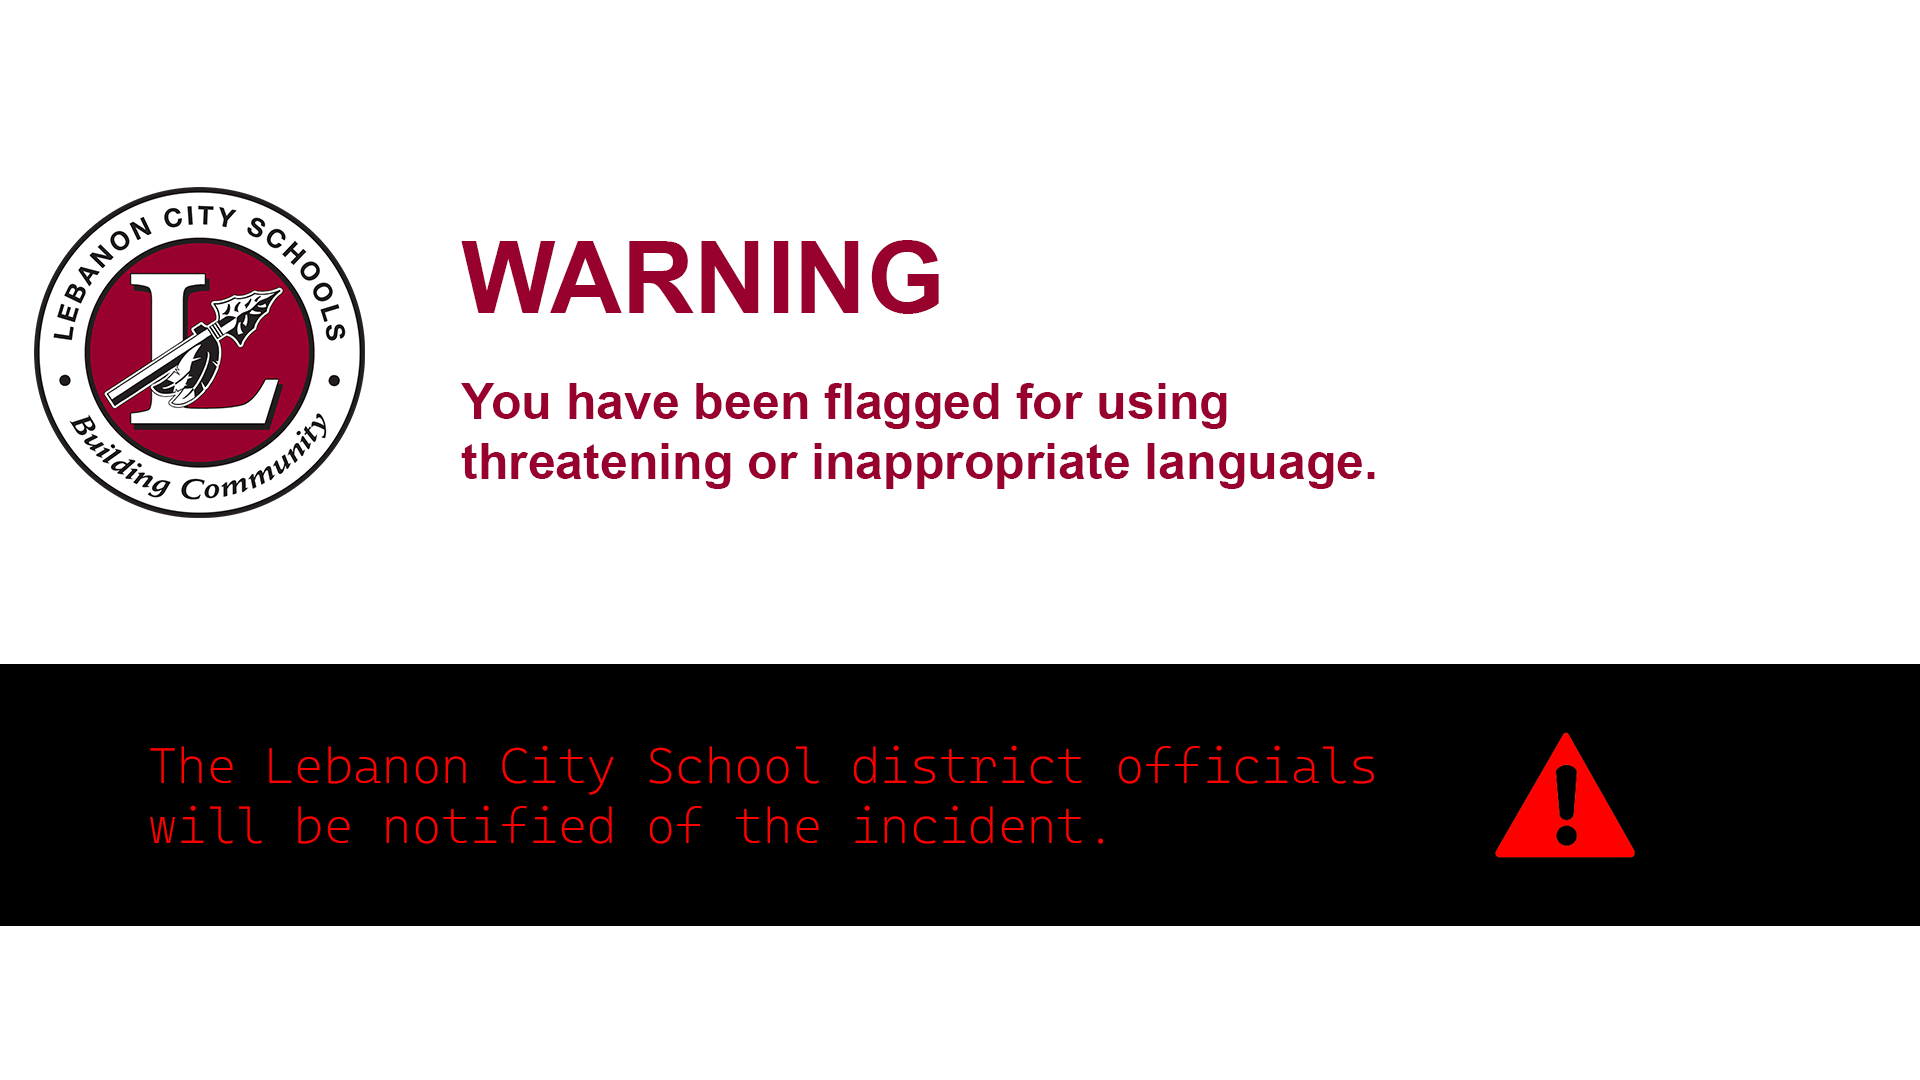 LEBANON CITY SCHOOLS
L
Building Community
WARNING
You have been flagged for using
threatening or inappropriate language.
The Lebanon City School district officials
will be notified of the incident.